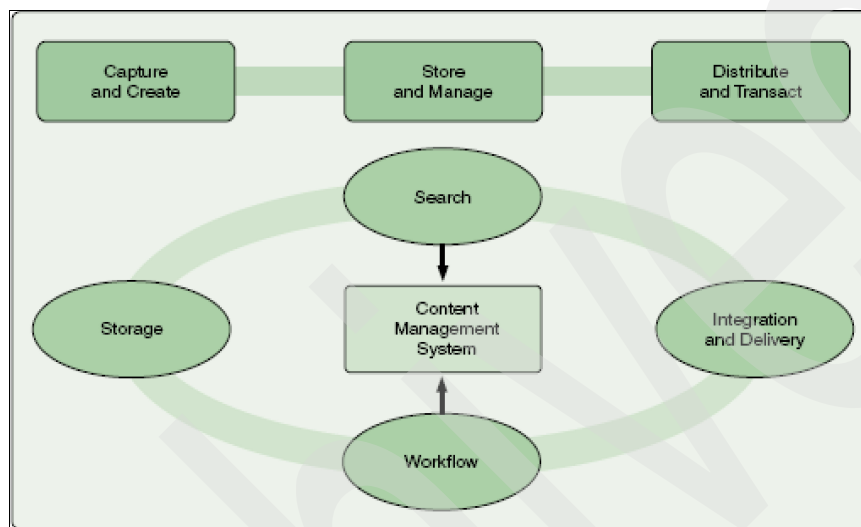 Capture
and Create
Store
and Manage
Distribute
and Transact
Search
Storage
Content
Management
System
Integration
and Delivery
Workflow